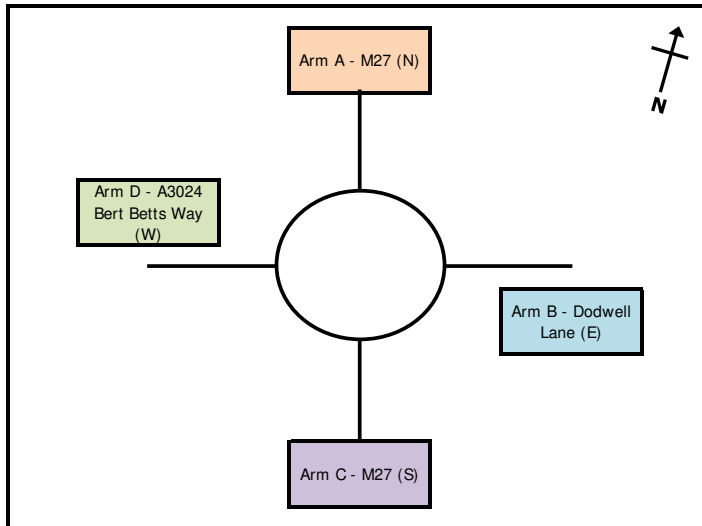 Arm A - M27 (N)
N
Arm D - A3024
Bert Betts Way
(W)
Arm B - Dodwell
Lane (E)
Arm C - M27 (S)